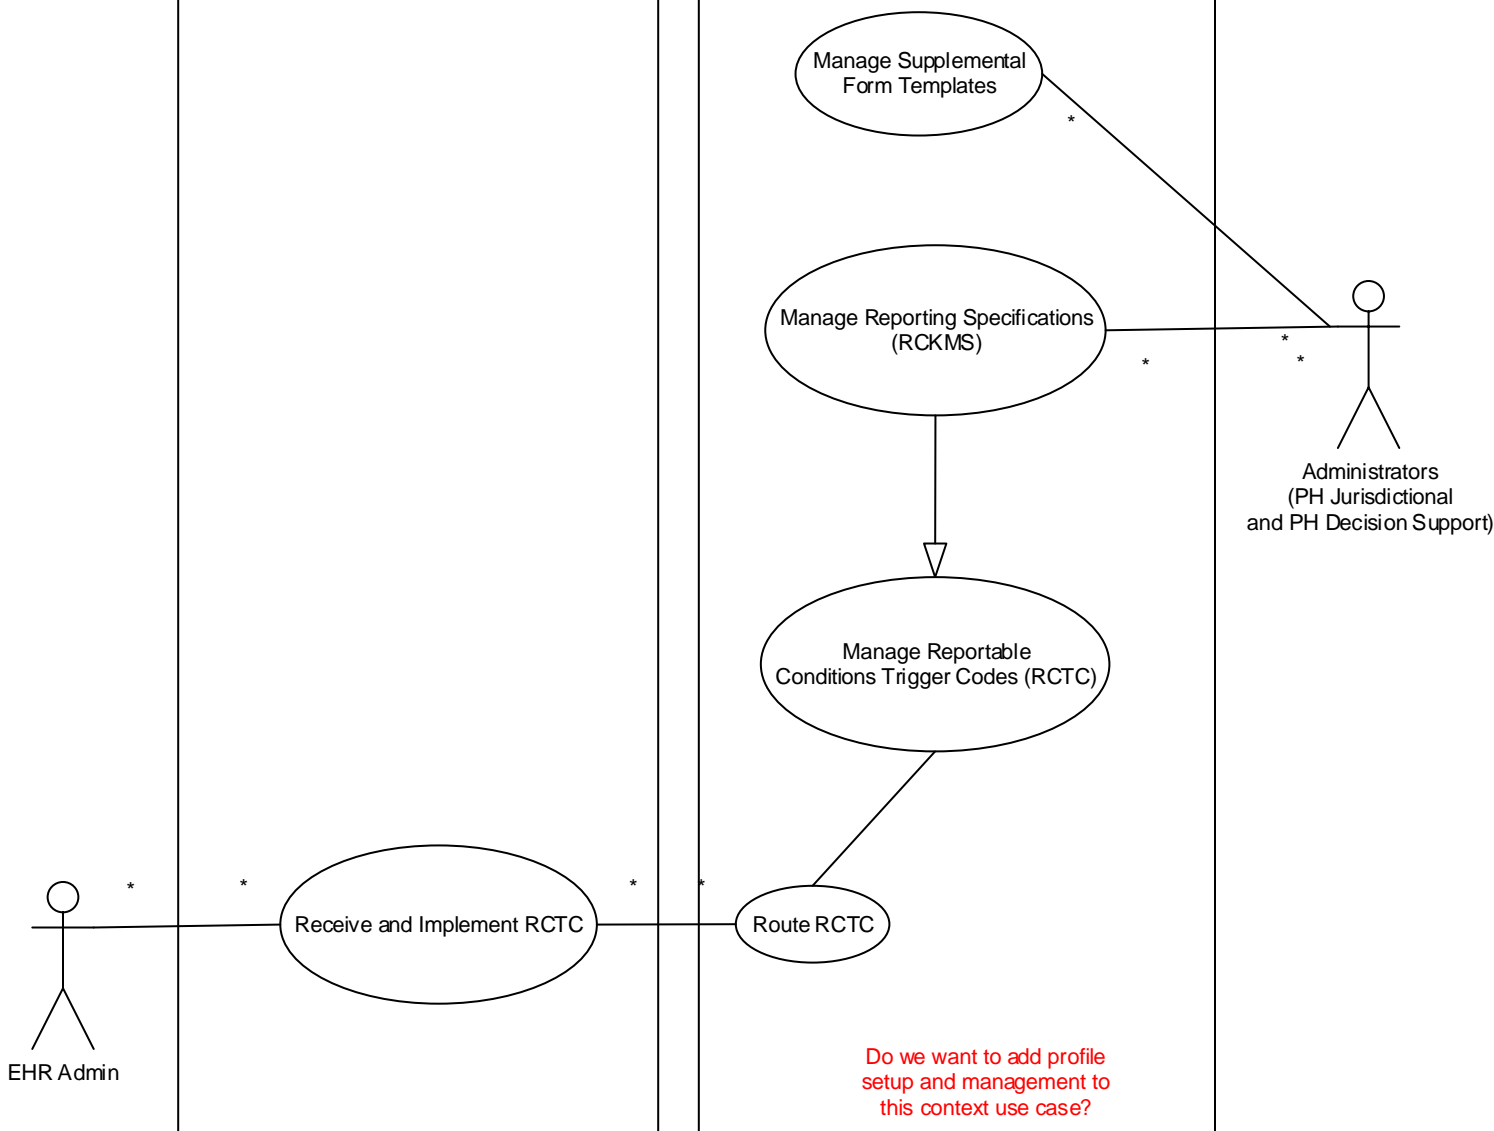 Manage Supplemental
Form Templates
*
Manage Reporting Specifications
(RCKMS)
*
*
*
Administrators
(PH Jurisdictional
and PH Decision Support)
Manage Reportable
Conditions Trigger Codes (RCTC)
*
*
*
*
Receive and Implement RCTC
Route RCTC
EHR Admin
Do we want to add profile
setup and management to
this context use case?